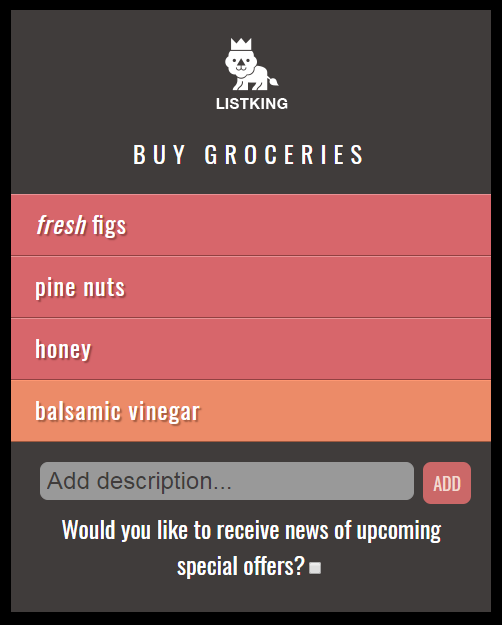 LISTKING
BUY GROCERIES
fresh figs
pine nuts
honey
balsamic vinegar
Add description...
ADD
Would you like to receive news of upcoming
special offers?